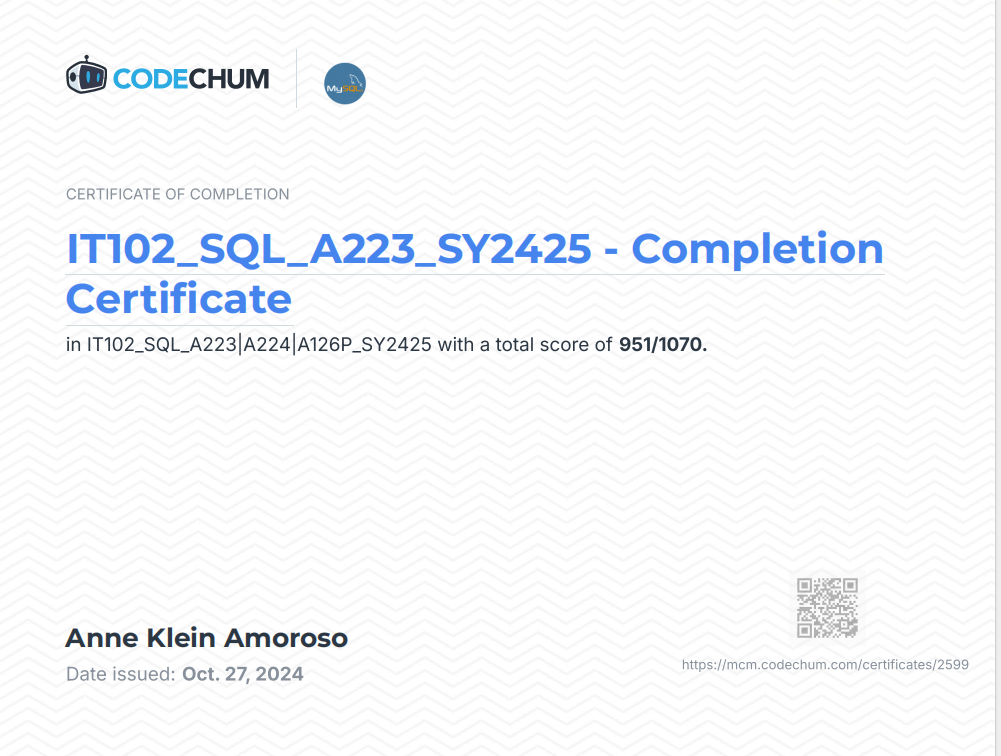 CODECHUM
MySQL
CERTIFICATE OF COMPLETION
IT102_SQL_A223_SY2425 - Completion
Certificate
in IT102_SQL_A223|A224|A126P_SY2425 with a total score of 951/1070.
Anne Klein Amoroso
Date issued: Oct. 27, 2024
https://mcm.codechum.com/certificates/2599